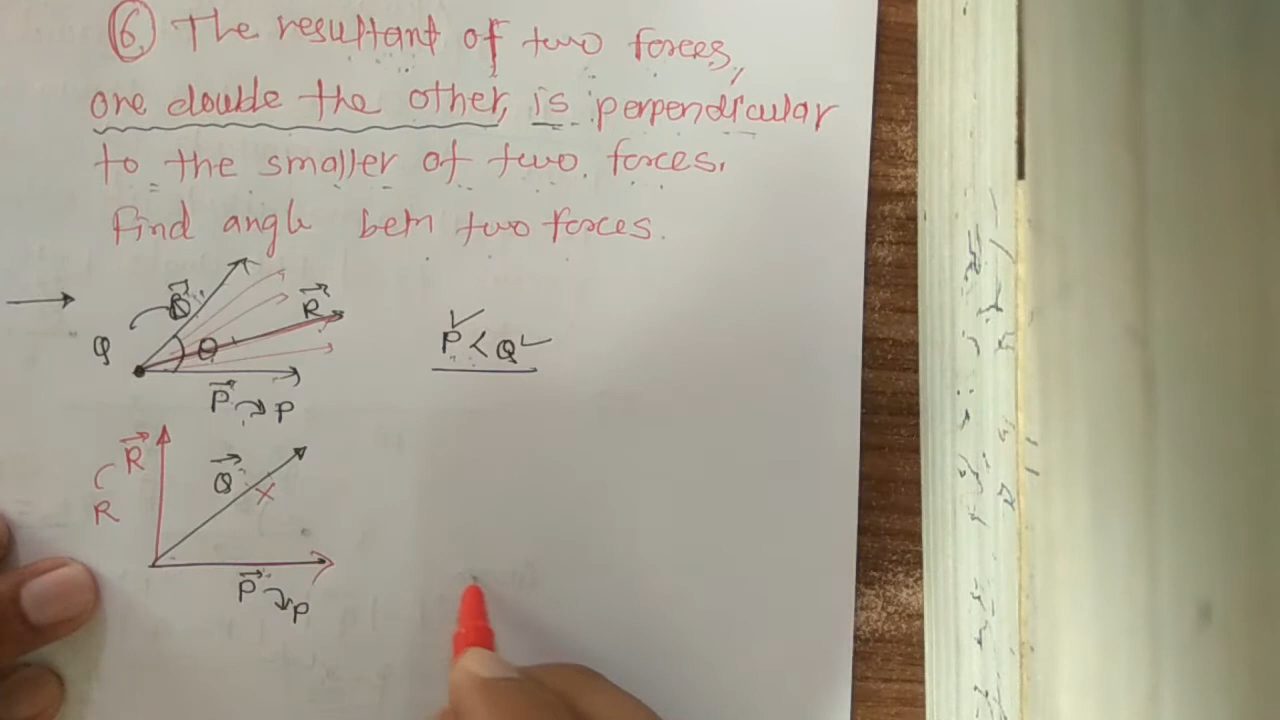 6. The resultant of two forces,
one double the other, is perpendicular
to the smaller of two forces.
Find angle betn two forces.
Q θ R
Q P < Q
P P
R Q
R
P P